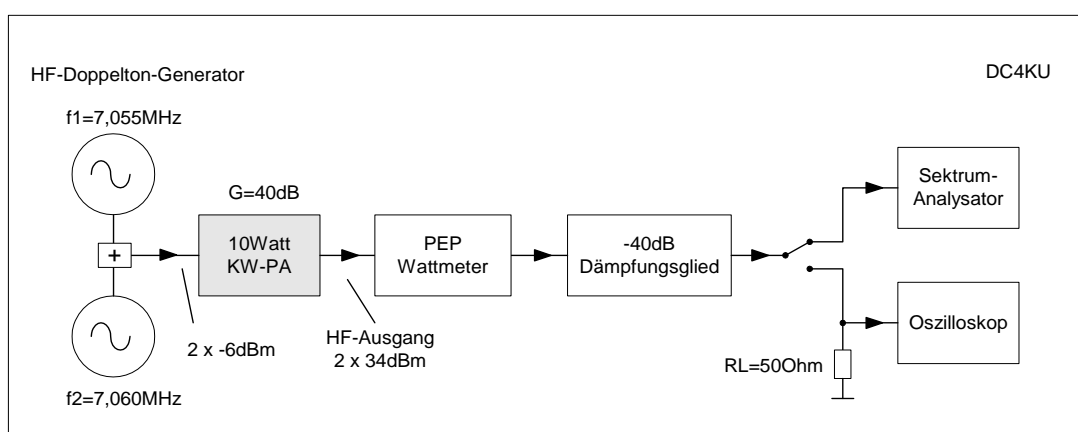 HF-Doppelton-Generator
DC4KU
f1=7,055MHz
G=40dB
+
10Watt
KW-PA
PEP
Wattmeter
-40dB
Dämpfungsglied
Sektrum-
Analysator
2 x -6dBm
HF-Ausgang
2 x 34dBm
Oszilloskop
RL=50Ohm
f2=7,060MHz